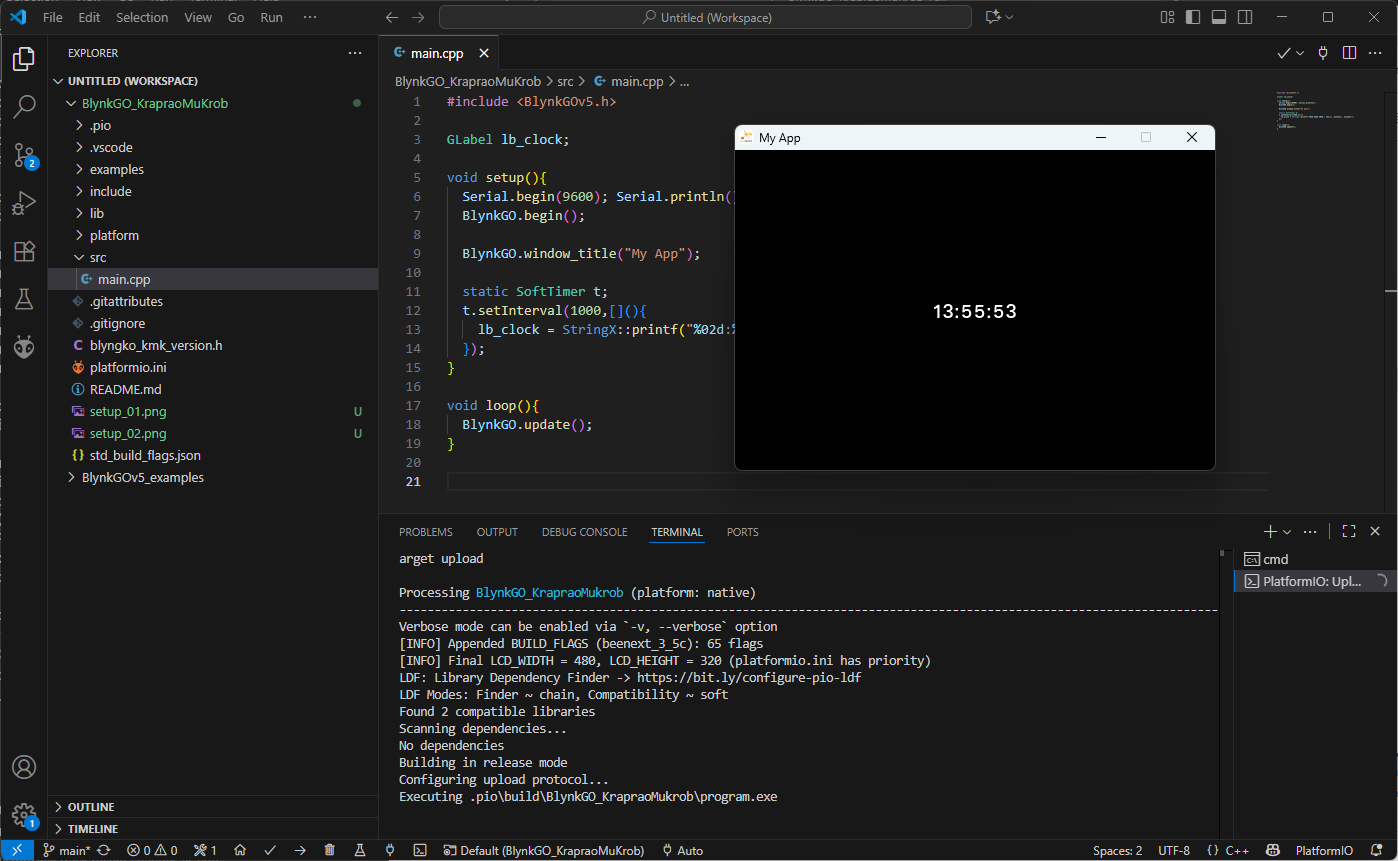 File Edit Selection View Go Run ··· Untitled (Workspace)
EXPLORER
UNTITLED (WORKSPACE)
BlynkGO_KrapraoMuKrob
.pio
.vscode
examples
include
lib
platform
src
main.cpp
.gitattributes
.gitignore
blyngko_kmk_version.h
platformio.ini
README.md
setup_01.png U
setup_02.png U
std_build_flags.json
BlynkGOv5_examples
OUTLINE
TIMELINE
2
1
main.cpp
BlynkGO_KrapraoMuKrob > src > main.cpp > ...
1 #include <BlynkGOv5.h>
2
3 GLabel lb_clock;
4
5 void setup(){
6 Serial.begin(9600); Serial.println(
7 BlynkGO.begin();
8
9 BlynkGO.window_title("My App");
10
11 static SoftTimer t;
12 t.setInterval(1000,[](){
13 lb_clock = StringX::printf("%02d:%
14 });
15 }
16
17 void loop(){
18 BlynkGO.update();
19 }
20
21
My App
13:55:53
PROBLEMS OUTPUT DEBUG CONSOLE TERMINAL PORTS
arget upload
Processing BlynkGO_KrapraoMukrob (platform: native)
Verbose mode can be enabled via `-v, --verbose` option
[INFO] Appended BUILD_FLAGS (beenext_3_5c): 65 flags
[INFO] Final LCD_WIDTH = 480, LCD_HEIGHT = 320 (platformio.ini has priority)
LDF: Library Dependency Finder -> https://bit.ly/configure-pio-ldf
LDF Modes: Finder ~ chain, Compatibility ~ soft
Found 2 compatible libraries
Scanning dependencies...
No dependencies
Building in release mode
Configuring upload protocol...
Executing .pio\build\BlynkGO_KrapraoMukrob\program.exe
cmd
PlatformIO: Upl...
main* 0 0 1 Default (BlynkGO_KrapraoMuKrob) Auto Spaces: 2 UTF-8 {} C++ PlatformIO